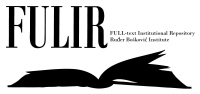 FULIR
FULL-text Institutional Repository
Ruđer Bošković Institute